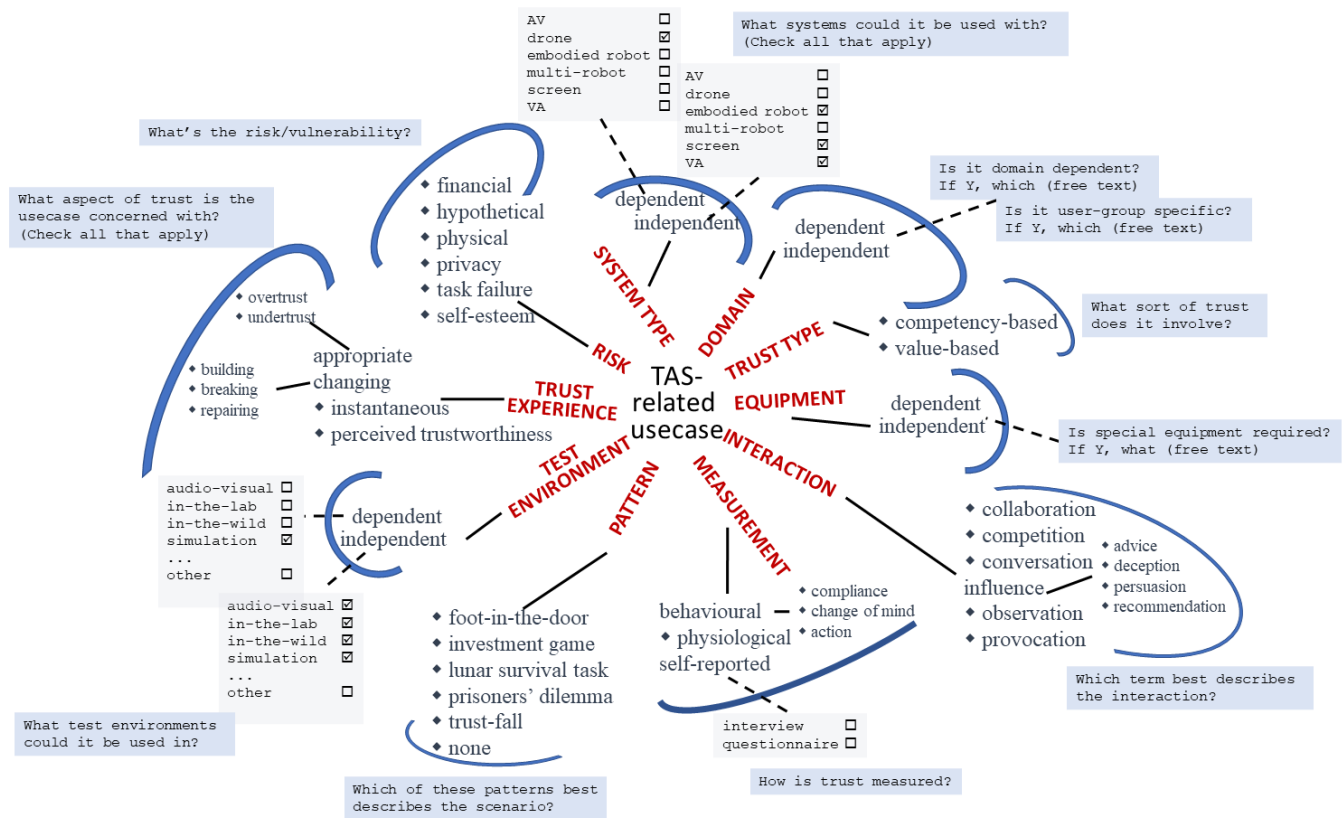 AV ☐
drone ☑
embodied robot ☐
multi-robot ☐
screen ☐
VA ☐
What systems could it be used with?
(Check all that apply)
AV ☐
drone ☐
embodied robot ☑
multi-robot ☐
screen ☑
VA ☑
What's the risk/vulnerability?
◆ financial
◆ hypothetical
◆ physical
◆ privacy
◆ task failure
◆ self-esteem
RISK
dependent
independent
SYSTEM TYPE
Is it domain dependent?
If Y, which (free text)
Is it user-group specific?
If Y, which (free text)
dependent
independent
DOMAIN
What sort of trust
does it involve?
◆ competency-based
◆ value-based
TRUST TYPE
What aspect of trust is the
usecase concerned with?
(Check all that apply)
◆ overtrust
◆ undertrust
◆ building
◆ breaking
◆ repairing
appropriate
changing
◆ instantaneous
◆ perceived trustworthiness
TRUST
EXPERIENCE
TAS-
related
usecase
EQUIPMENT
dependent
independent
Is special equipment required?
If Y, what (free text)
INTERACTION
◆ collaboration
◆ competition
◆ conversation
influence
◆ observation
◆ provocation
◆ advice
◆ deception
◆ persuasion
◆ recommendation
Which term best describes
the interaction?
TEST
ENVIRONMENT
dependent
independent
audio-visual ☐
in-the-lab ☐
in-the-wild ☐
simulation ☑
...
other ☐
audio-visual ☑
in-the-lab ☑
in-the-wild ☑
simulation ☑
...
other ☐
What test environments
could it be used in?
PATTERN
◆ foot-in-the-door
◆ investment game
◆ lunar survival task
◆ prisoners' dilemma
◆ trust-fall
◆ none
Which of these patterns best
describes the scenario?
MEASUREMENT
behavioural
◆ physiological
self-reported
◆ compliance
◆ change of mind
◆ action
interview ☐
questionnaire ☐
How is trust measured?